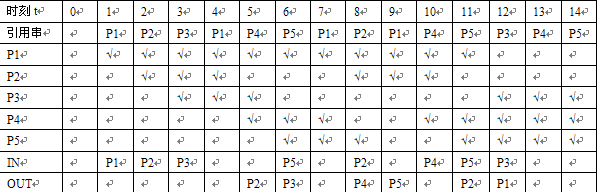 时刻 t 0 1 2 3 4 5 6 7 8 9 10 11 12 13 14
引用串 P1 P2 P3 P1 P4 P5 P1 P2 P1 P4 P5 P3 P4 P5
P1 √ √ √ √ √ √ √ √ √ √ √
P2 √ √ √ √ √ √
P3 √ √ √ √ √ √
P4 √ √ √ √ √ √ √ √
P5 √ √ √ √ √ √ √
IN P1 P2 P3 P5 P2 P4 P5 P3
OUT P2 P3 P4 P5 P2 P1